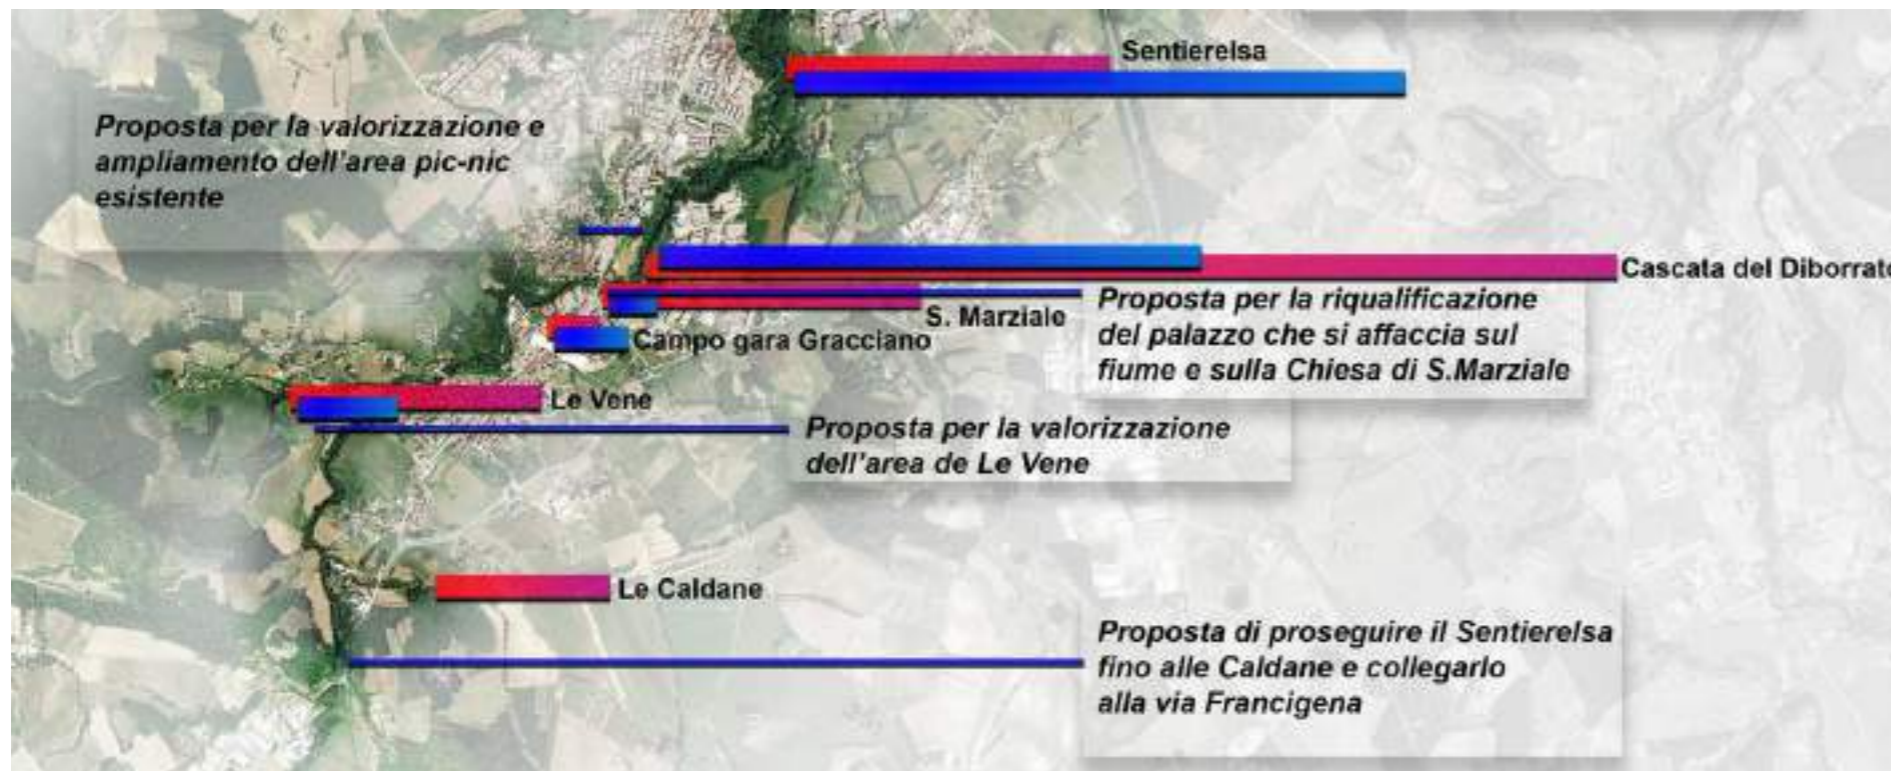 Sentierelsa
Proposta per la valorizzazione e
ampliamento dell'area pic-nic
esistente
Cascata del Diborrato
S. Marziale
Proposta per la riqualificazione
del palazzo che si affaccia sul
fiume e sulla Chiesa di S.Marziale
Campo gara Gracciano
Le Vene
Proposta per la valorizzazione
dell'area de Le Vene
Le Caldane
Proposta di proseguire il Sentierelsa
fino alle Caldane e collegarlo
alla via Francigena